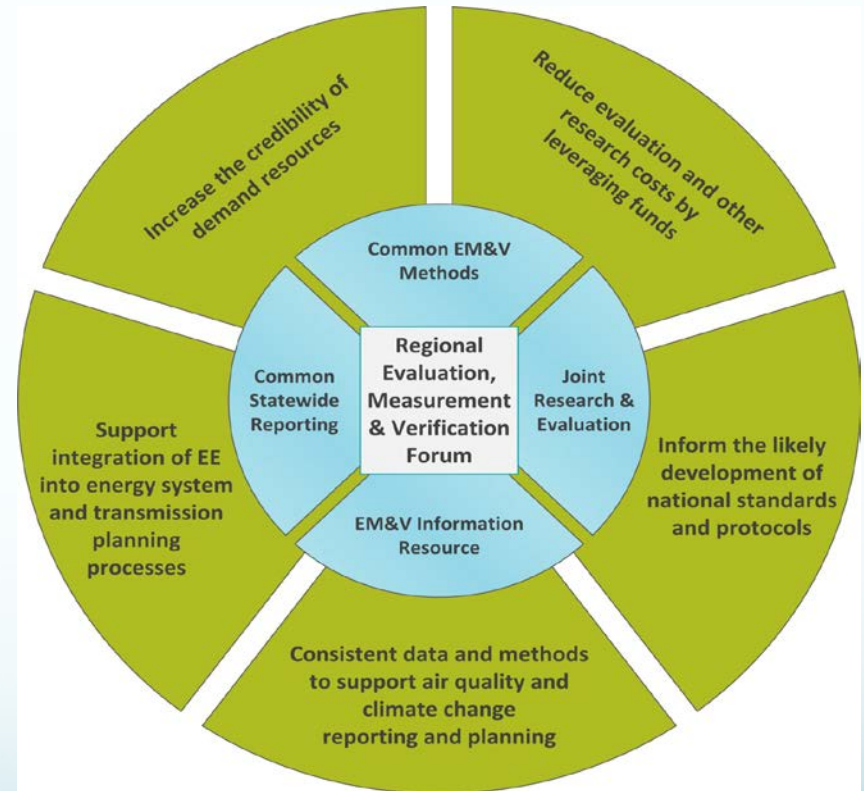 Increase the credibility of
demand resources
Reduce evaluation and other
research costs by
leveraging funds
Common EM&V
Methods
Common
Statewide
Reporting
Regional
Evaluation,
Measurement
& Verification
Forum
Joint
Research &
Evaluation
EM&V Information
Resource
Support
integration of EE
into energy system
and transmission
planning
processes
Inform the likely
development of
national standards
and protocols
Consistent data and methods
to support air quality and
climate change
reporting and planning